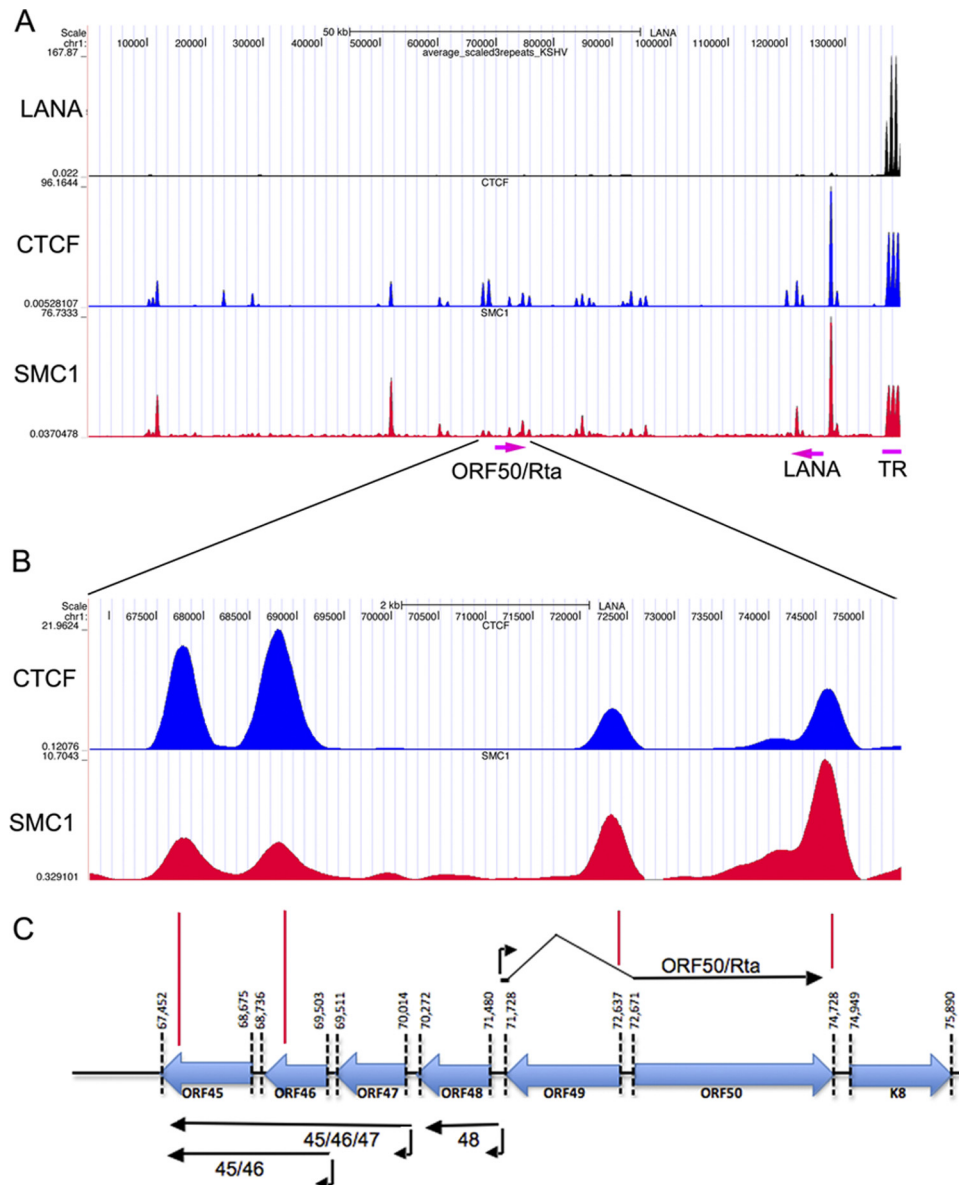 A
Scale
chr1:
50 kb
LANA
10000| 20000| 30000| 40000| 50000| 60000| 70000| 80000| 90000| 100000| 110000| 120000| 130000|
167.87
average_scaled3repeats_KSHV
LANA
0.022
96.1644
CTCF
CTCF
0.00528107
76.7333
SMC1
SMC1
0.0370478
ORF50/Rta
LANA
TR
B
Scale
chr1:
2 kb
LANA
67500| 68000| 68500| 69000| 69500| 70000| 70500| 71000| 71500| 72000| 72500| 73000| 73500| 74000| 74500| 75000|
21.9624
CTCF
CTCF
0.12076
10.7043
SMC1
SMC1
0.329101
C
ORF50/Rta
67,452 68,675 68,736 69,503 69,511 70,014 70,272 71,480 71,728 72,637 72,671 74,728 74,949 75,890
ORF45 ORF46 ORF47 ORF48 ORF49 ORF50 K8
45/46/47
48
45/46